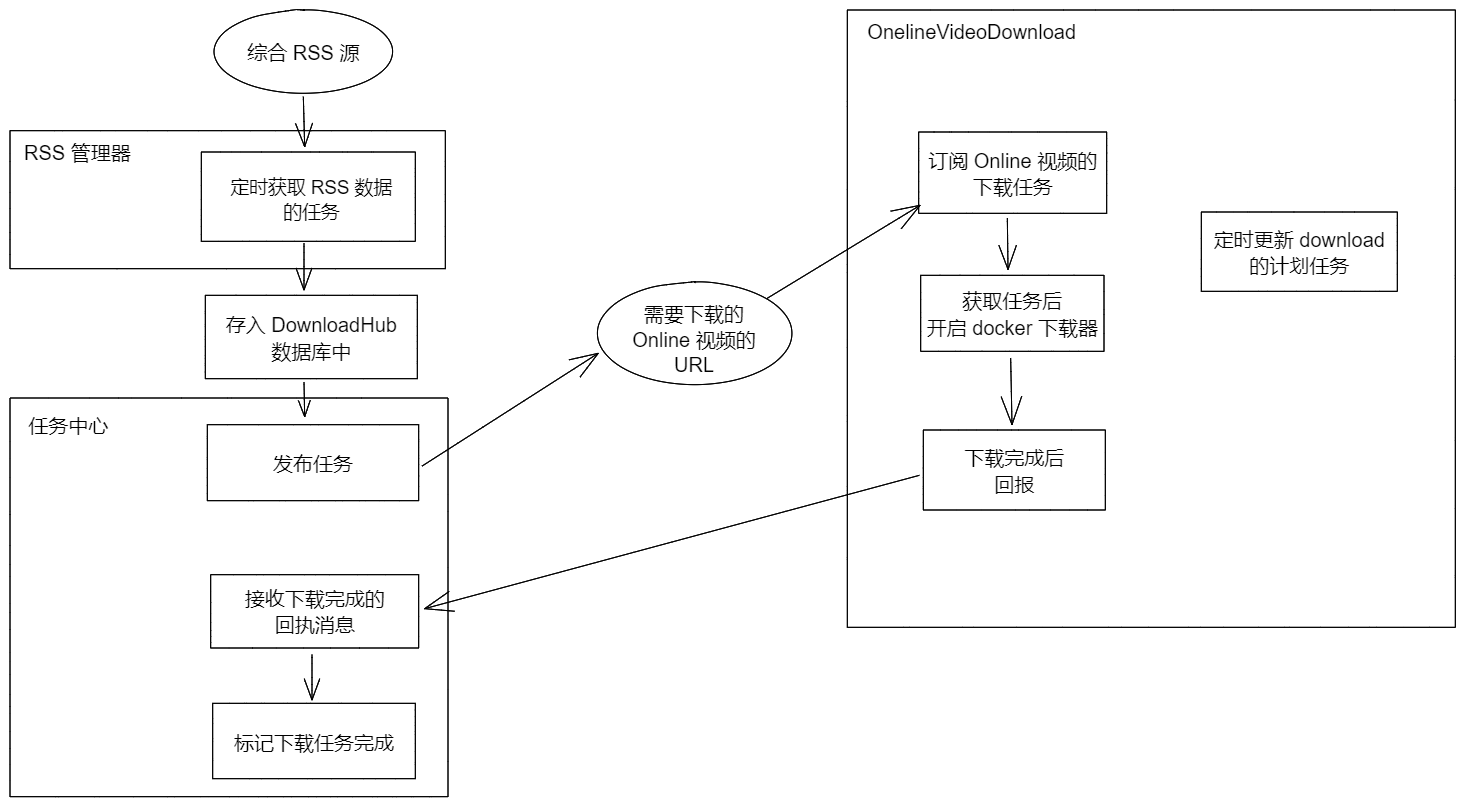 综合 RSS 源
RSS 管理器
定时获取 RSS 数据
的任务
存入 DownloadHub
数据库中
任务中心
发布任务
接收下载完成的
回执消息
标记下载任务完成
需要下载的
Online 视频的
URL
OnelineVideoDownload
订阅 Online 视频的
下载任务
获取任务后
开启 docker 下载器
下载完成后
回报
定时更新 download
的计划任务